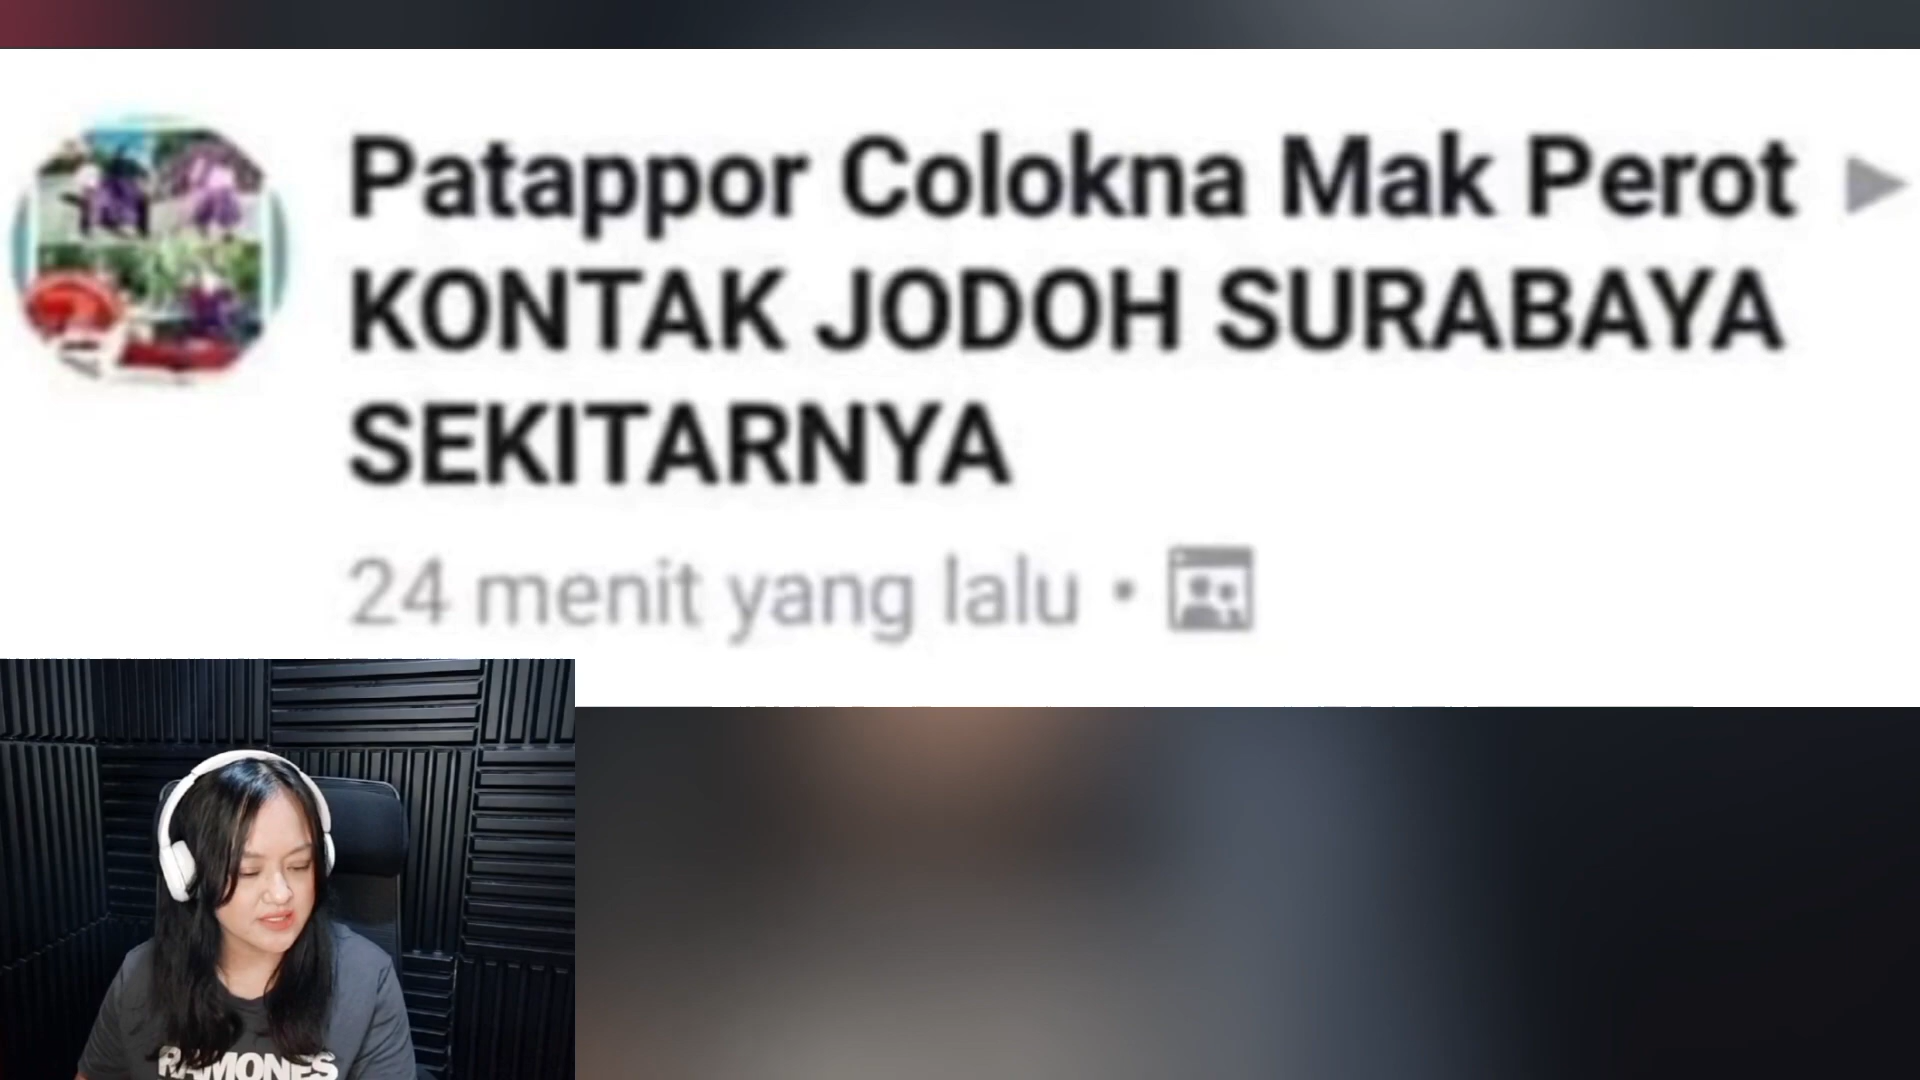 Patappor Colokna Mak Perot
KONTAK JODOH SURABAYA
SEKITARNYA
24 menit yang lalu •
RAMONES